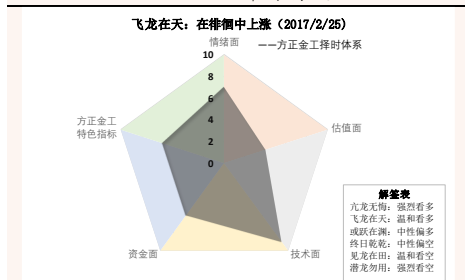 飞龙在天：在徘徊中上涨（2017/2/25）
情绪面
——方正金工择时体系
10
8
6
4
2
0
方正金工
特色指标
估值面
资金面
技术面
解签表
亢龙无悔：强烈看多
飞龙在天：温和看多
或跃在渊：中性偏多
终日乾乾：中性偏空
见龙在田：温和看空
潜龙勿用：强烈看空